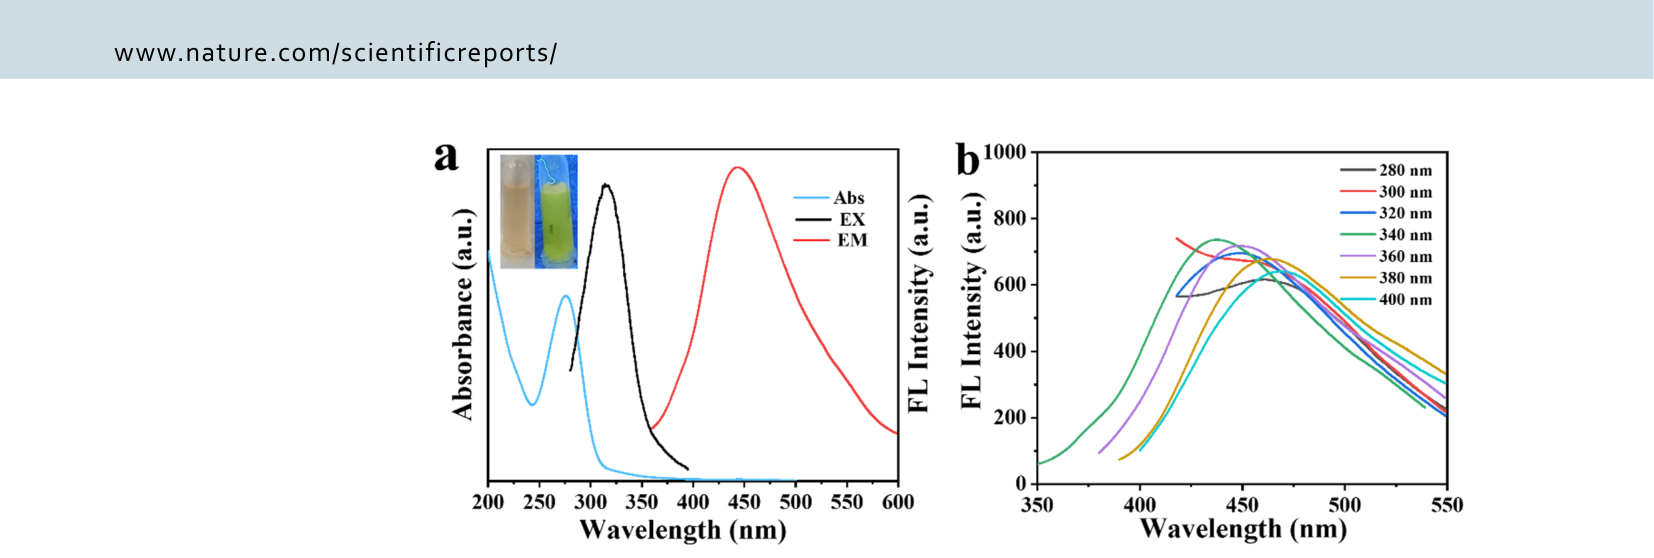 www.nature.com/scientificreports/
a
Absorbance (a.u.)
Abs
EX
EM
FL Intensity (a.u.)
200 250 300 350 400 450 500 550 600
Wavelength (nm)
b
FL Intensity (a.u.)
1000
800
600
400
200
0
280 nm
300 nm
320 nm
340 nm
360 nm
380 nm
400 nm
350 400 450 500 550
Wavelength (nm)